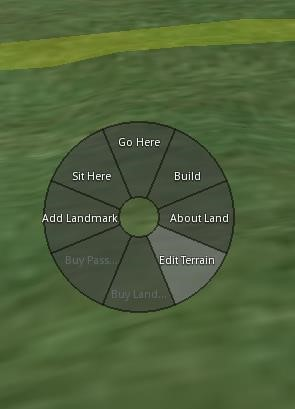 Go Here
Sit Here
Build
Add Landmark
About Land
Buy Pass...
Edit Terrain
Buy Land...